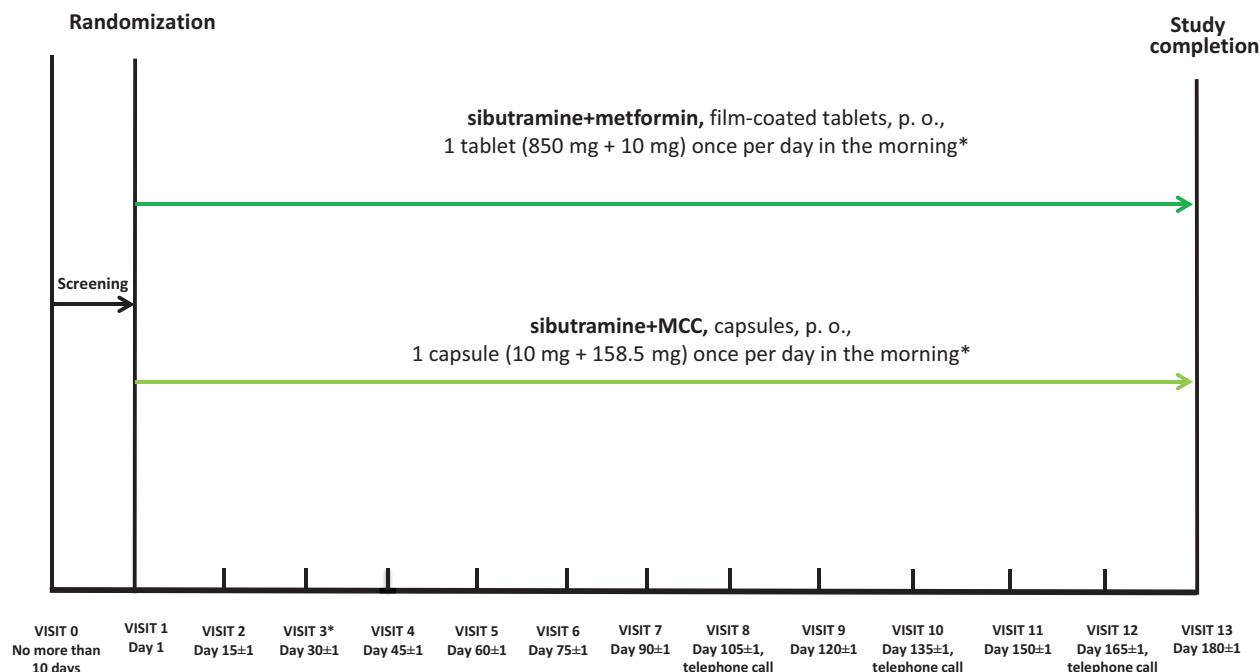 Randomization
Study
completion
sibutramine+metformin, film-coated tablets, p. o.,
1 tablet (850 mg + 10 mg) once per day in the morning*
Screening
sibutramine+MCC, capsules, p. o.,
1 capsule (10 mg + 158.5 mg) once per day in the morning*
VISIT 0
No more than
10 days
VISIT 1
Day 1
VISIT 2
Day 15±1
VISIT 3*
Day 30±1
VISIT 4
Day 45±1
VISIT 5
Day 60±1
VISIT 6
Day 75±1
VISIT 7
Day 90±1
VISIT 8
Day 105±1,
telephone call
VISIT 9
Day 120±1
VISIT 10
Day 135±1,
telephone call
VISIT 11
Day 150±1
VISIT 12
Day 165±1,
telephone call
VISIT 13
Day 180±1